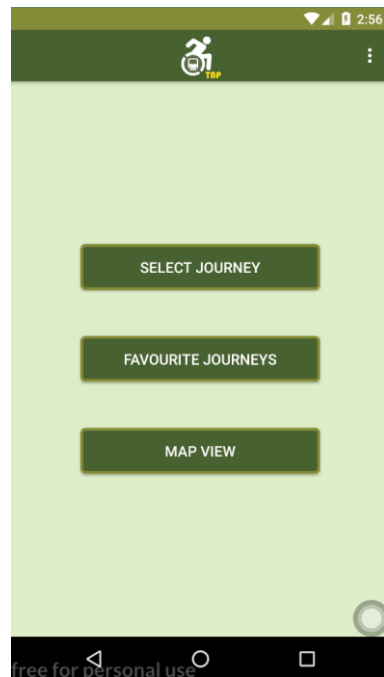 2:56
TAP
SELECT JOURNEY
FAVOURITE JOURNEYS
MAP VIEW
free for personal use